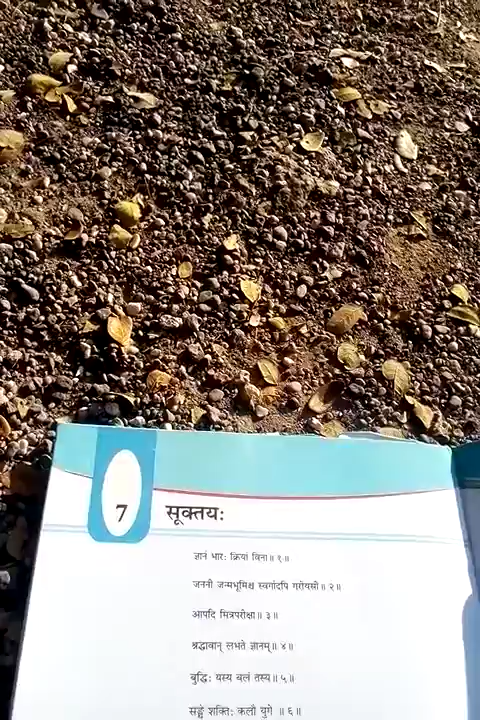 7
सूक्तयः
ज्ञानं भारः क्रियां विना॥ १॥
जननी जन्मभूमिश्च स्वर्गादपि गरीयसी॥ २॥
आपदि मित्रपरीक्षा॥ ३॥
श्रद्धावान् लभते ज्ञानम्॥ ४॥
बुद्धिः यस्य बलं तस्य॥ ५॥
सङ्घे शक्तिः कलौ युगे ॥ ६॥